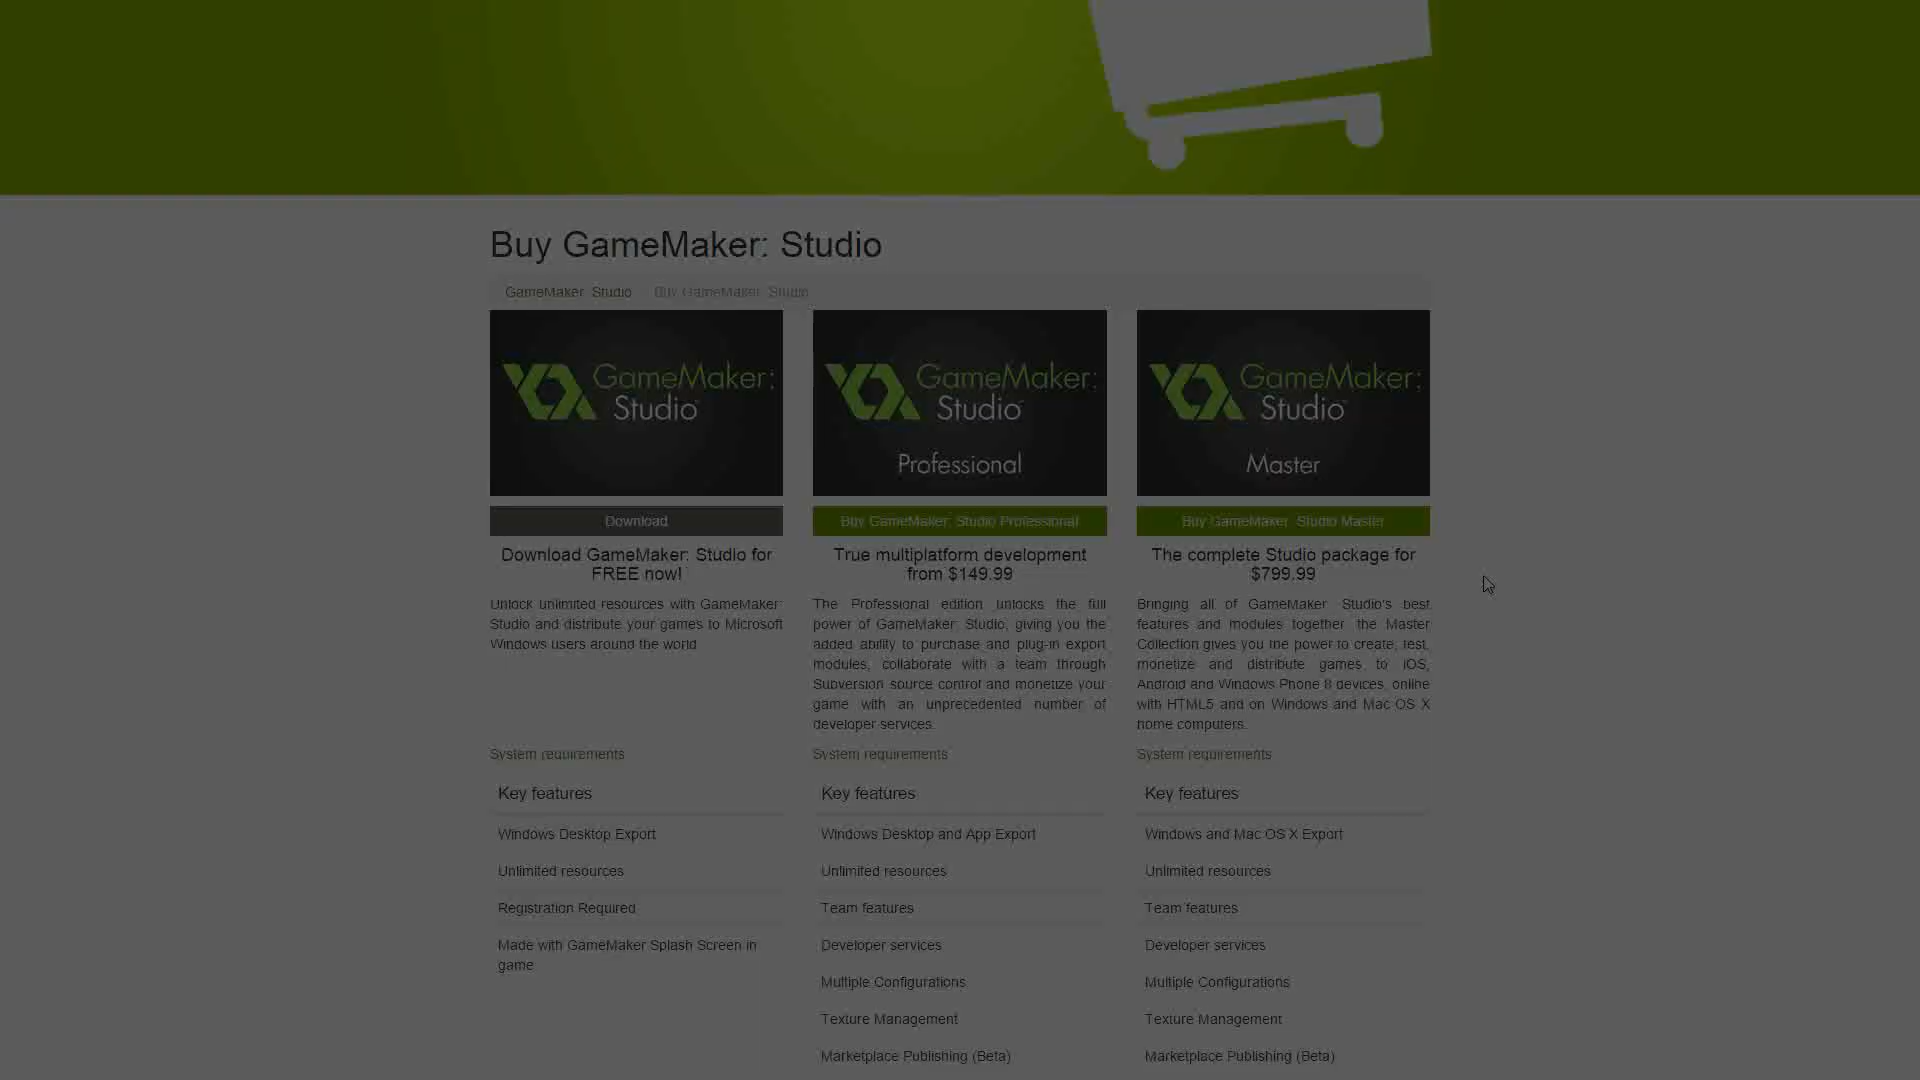 Buy GameMaker: Studio
GameMaker: Studio Buy GameMaker: Studio
GameMaker:
Studio
Download
Download GameMaker: Studio for
FREE now!
Unlock unlimited resources with GameMaker:
Studio and distribute your games to Microsoft
Windows users around the world
System requirements
Key features
Windows Desktop Export
Unlimited resources
Registration Required
Made with GameMaker Splash Screen in
game
GameMaker:
Studio
Professional
Buy GameMaker: Studio Professional
True multiplatform development
from $149.99
The Professional edition unlocks the full
power of GameMaker: Studio, giving you the
added ability to purchase and plug-in export
modules, collaborate with a team through
Subversion source control and monetize your
game with an unprecedented number of
developer services.
System requirements
Key features
Windows Desktop and App Export
Unlimited resources
Team features
Developer services
Multiple Configurations
Texture Management
Marketplace Publishing (Beta)
GameMaker:
Studio
Master
Buy GameMaker: Studio Master
The complete Studio package for
$799.99
Bringing all of GameMaker: Studio's best
features and modules together, the Master
Collection gives you the power to create, test,
monetize and distribute games to iOS,
Android and Windows Phone 8 devices, online
with HTML5 and on Windows and Mac OS X
home computers.
System requirements
Key features
Windows and Mac OS X Export
Unlimited resources
Team features
Developer services
Multiple Configurations
Texture Management
Marketplace Publishing (Beta)